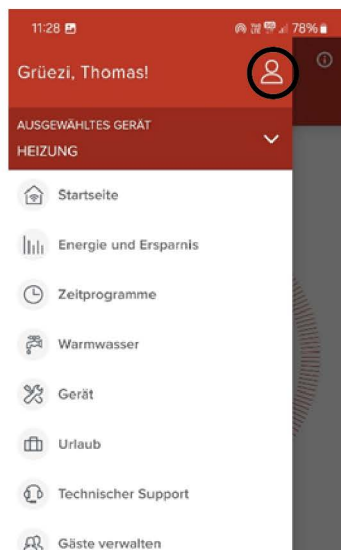 11:28 78%
Grüezi, Thomas!
AUSGEWÄHLTES GERÄT
HEIZUNG
Startseite
Energie und Ersparnis
Zeitprogramme
Warmwasser
Gerät
Urlaub
Technischer Support
Gäste verwalten